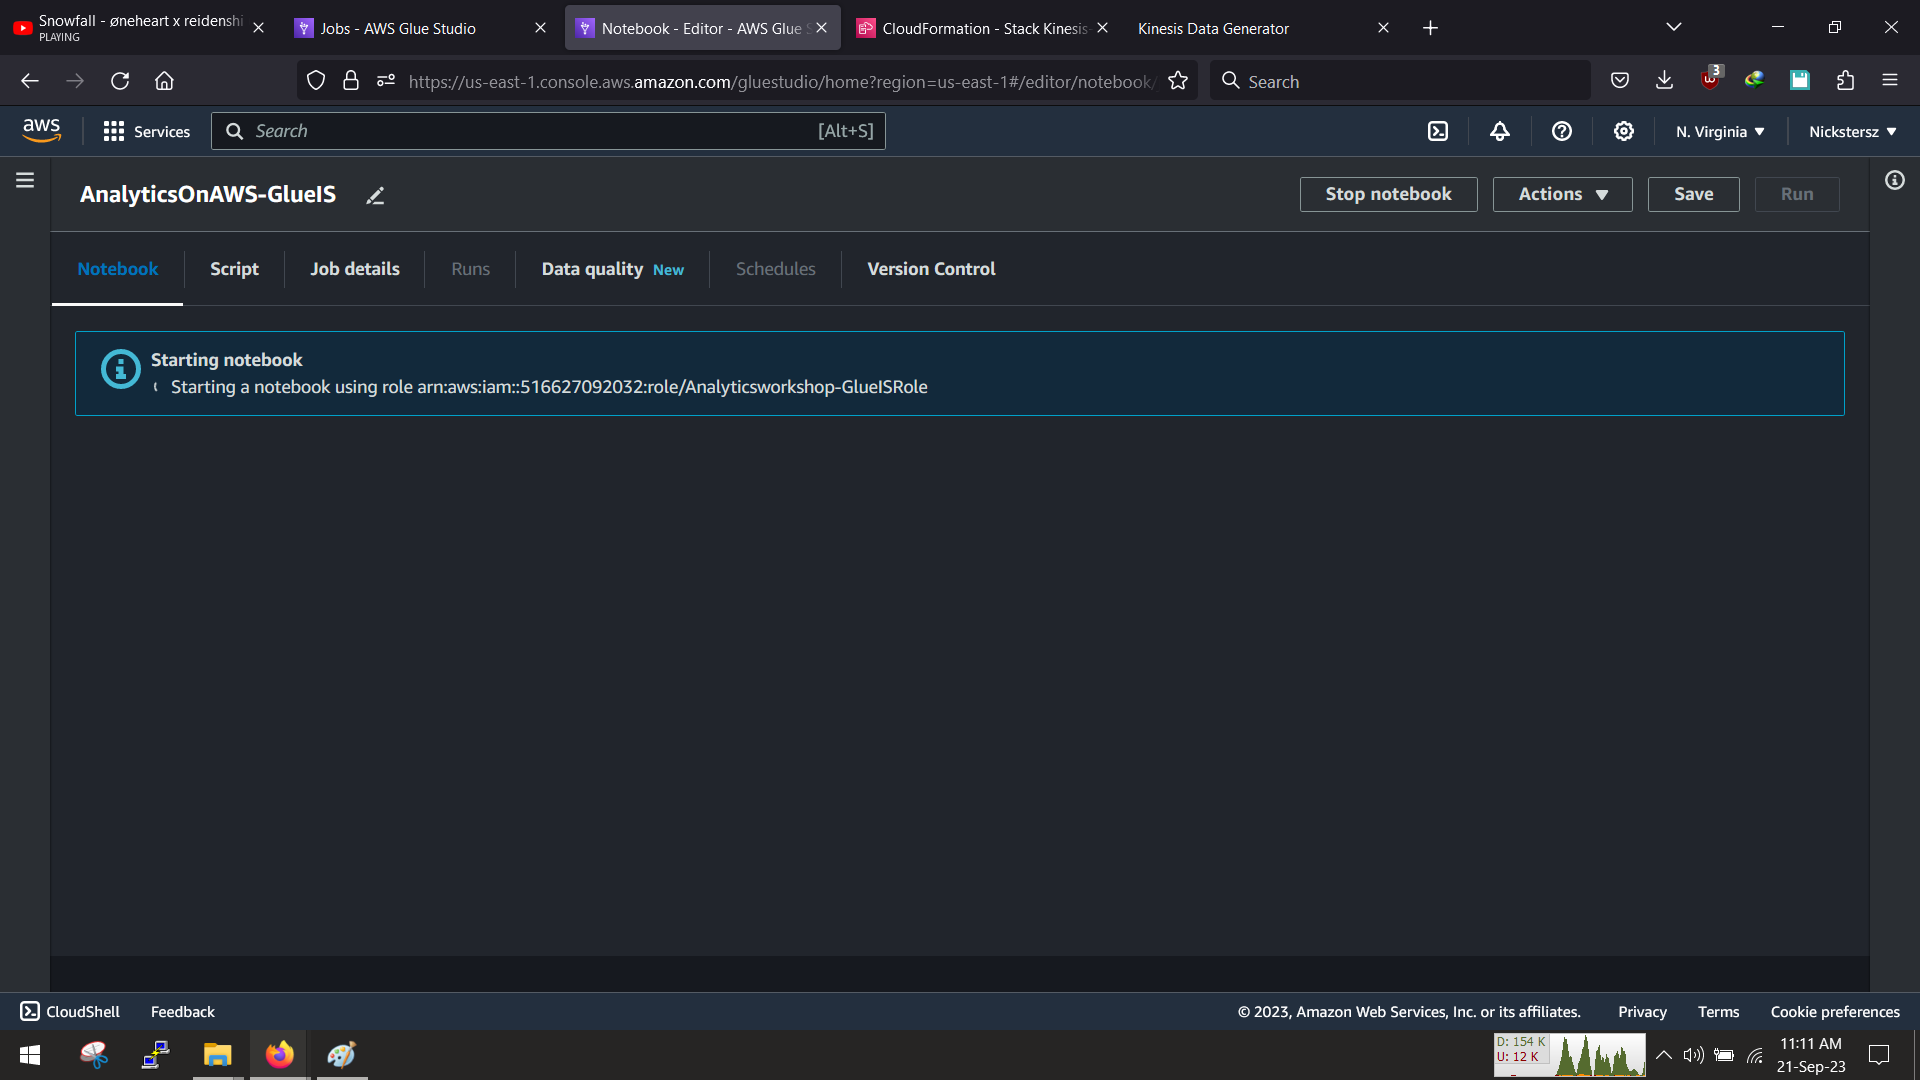 Snowfall - øneheart x reidenshi
PLAYING
Jobs - AWS Glue Studio
Notebook - Editor - AWS Glue S
CloudFormation - Stack Kinesis-
Kinesis Data Generator
https://us-east-1.console.aws.amazon.com/gluestudio/home?region=us-east-1#/editor/notebook/
Search
3
aws
Services
Search
[Alt+S]
N. Virginia
Nickstersz
AnalyticsOnAWS-GlueIS
Stop notebook
Actions
Save
Run
Notebook
Script
Job details
Runs
Data quality New
Schedules
Version Control
Starting notebook
Starting a notebook using role arn:aws:iam::516627092032:role/Analyticsworkshop-GlueISRole
CloudShell
Feedback
© 2023, Amazon Web Services, Inc. or its affiliates.
Privacy
Terms
Cookie preferences
D: 154 K
U: 12 K
11:11 AM
21-Sep-23